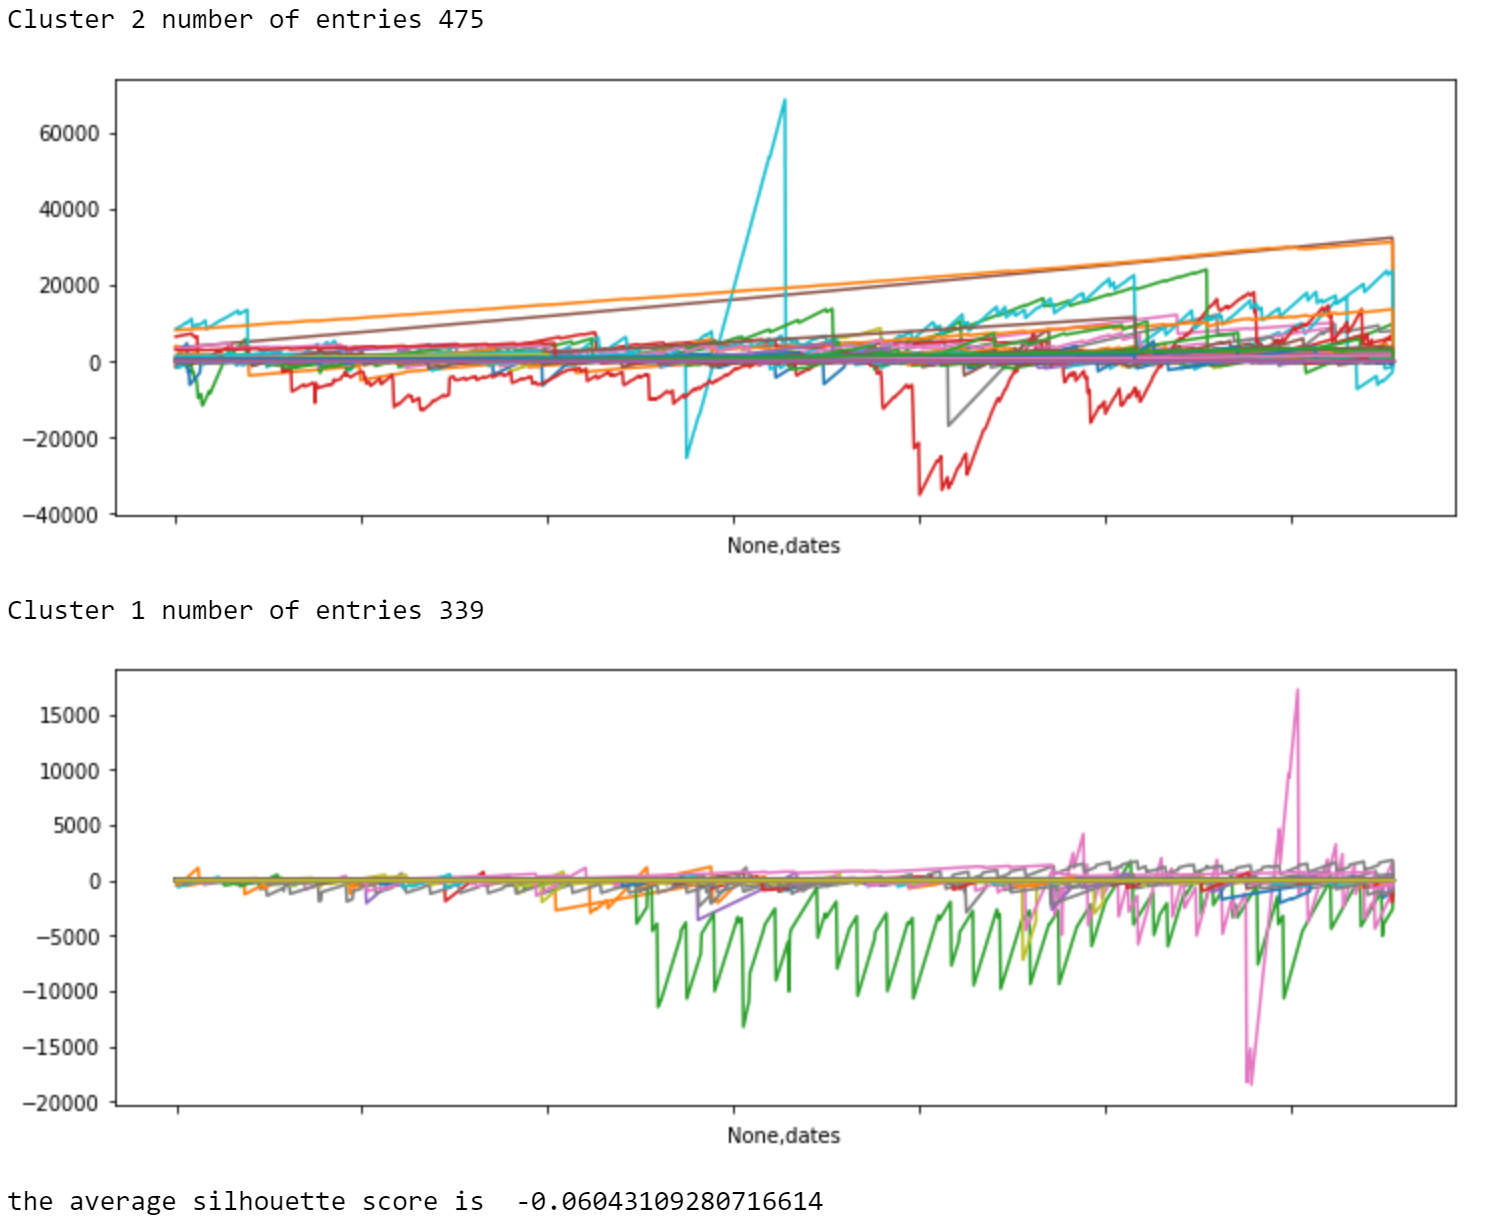 Cluster 2 number of entries 475
60000
40000
20000
0
−20000
−40000
None,dates
Cluster 1 number of entries 339
15000
10000
5000
0
−5000
−10000
−15000
−20000
None,dates
the average silhouette score is  -0.06043109280716614